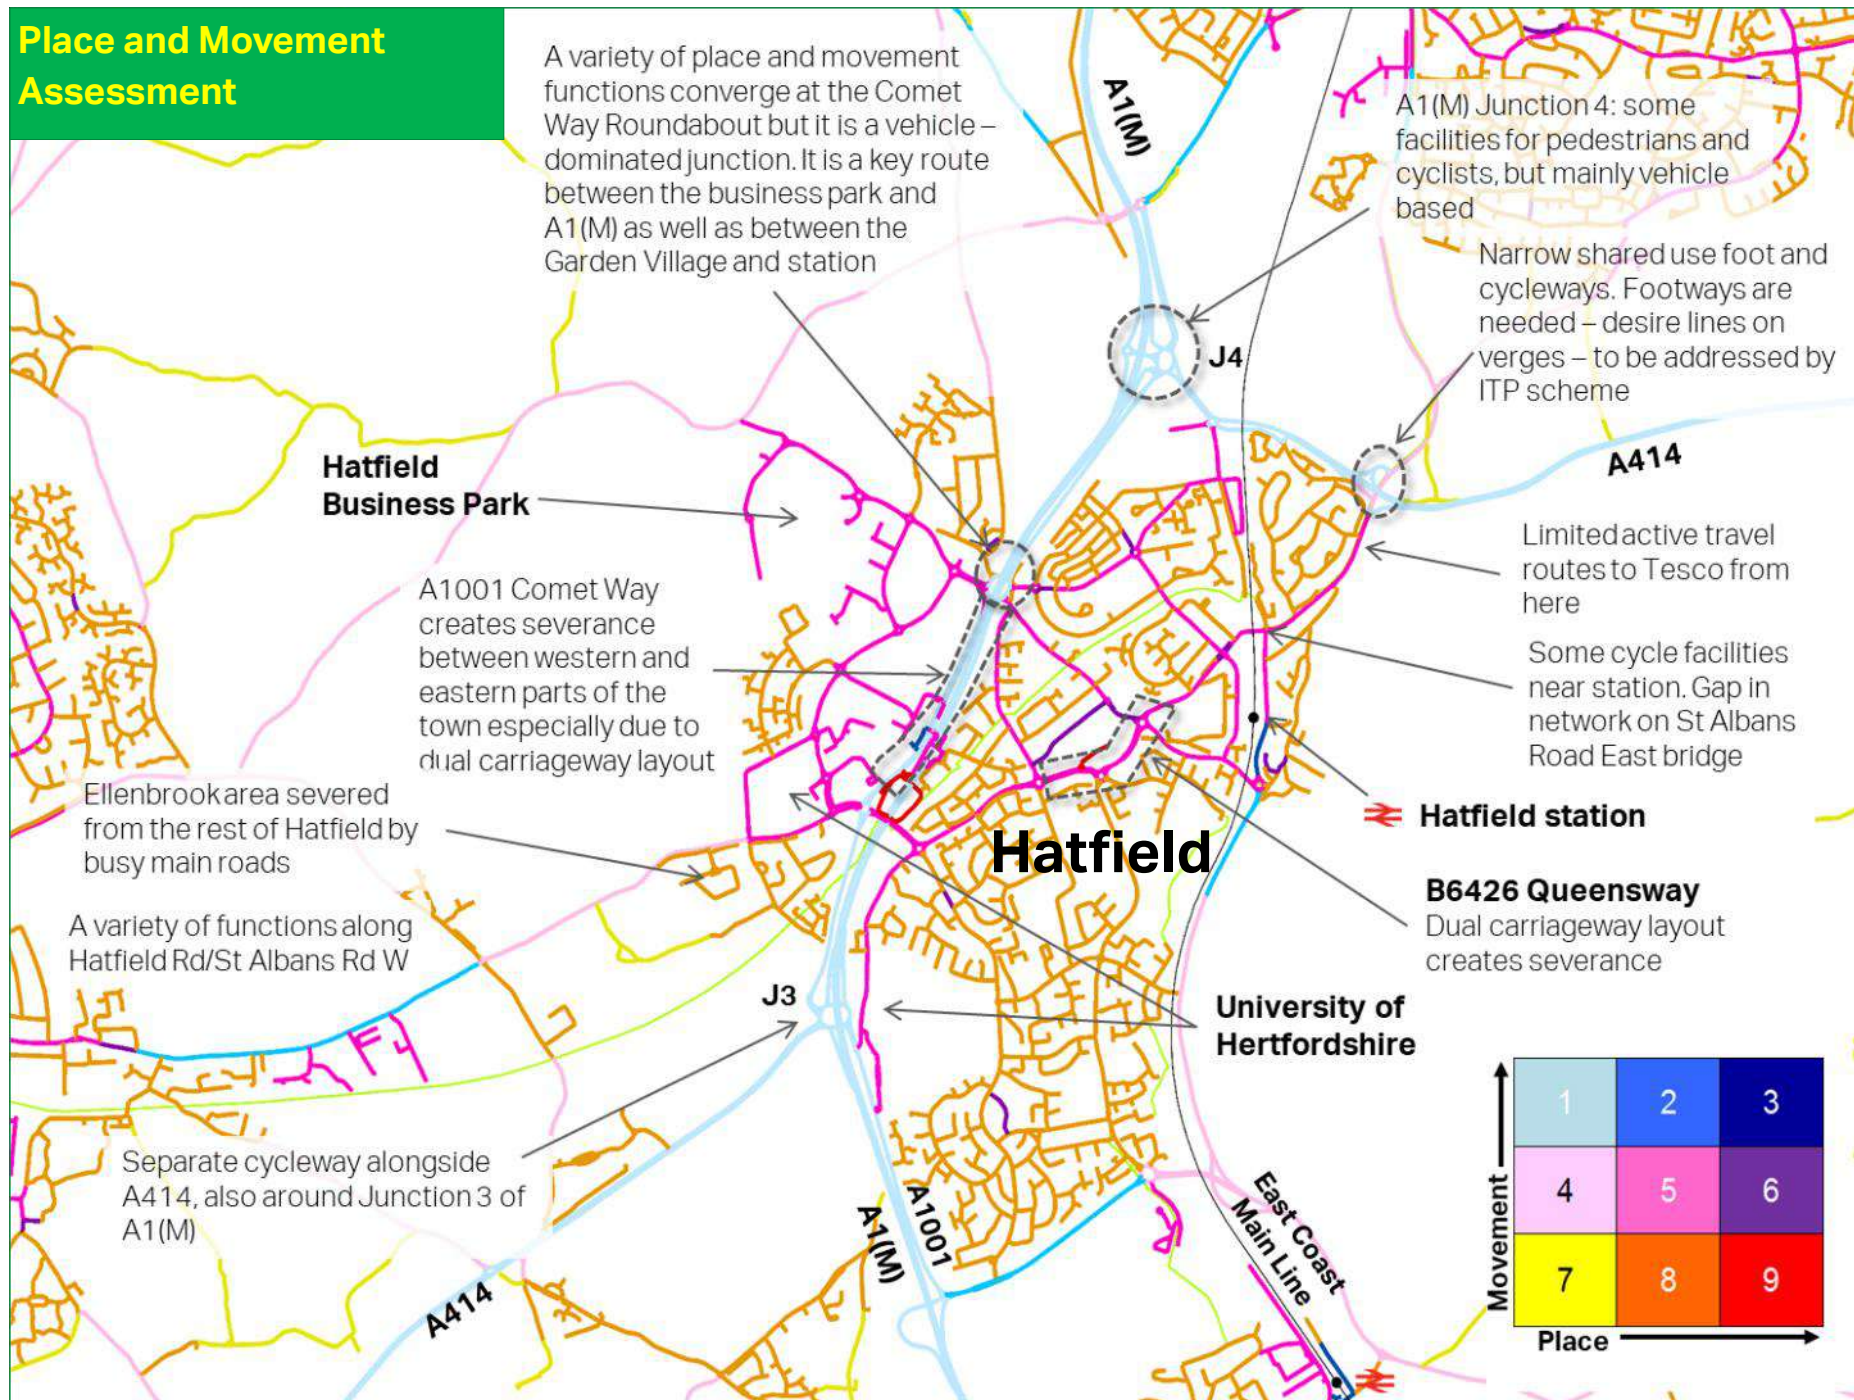 Place and Movement
Assessment
A variety of place and movement
functions converge at the Comet
Way Roundabout but it is a vehicle –
dominated junction. It is a key route
between the business park and
A1(M) as well as between the
Garden Village and station
A1(M)
A1(M) Junction 4: some
facilities for pedestrians and
cyclists, but mainly vehicle
based
Narrow shared use foot and
cycleways. Footways are
needed – desire lines on
verges – to be addressed by
ITP scheme
J4
A414
Hatfield
Business Park
Limited active travel
routes to Tesco from
here
A1001 Comet Way
creates severance
between western and
eastern parts of the
town especially due to
dual carriageway layout
Some cycle facilities
near station. Gap in
network on St Albans
Road East bridge
Ellenbrook area severed
from the rest of Hatfield by
busy main roads
Hatfield station
Hatfield
B6426 Queensway
Dual carriageway layout
creates severance
A variety of functions along
Hatfield Rd/St Albans Rd W
J3
University of
Hertfordshire
Separate cycleway alongside
A414, also around Junction 3 of
A1(M)
A1(M)
A1001
East Coast
Main Line
A414
Movement
1 2 3
4 5 6
7 8 9
Place